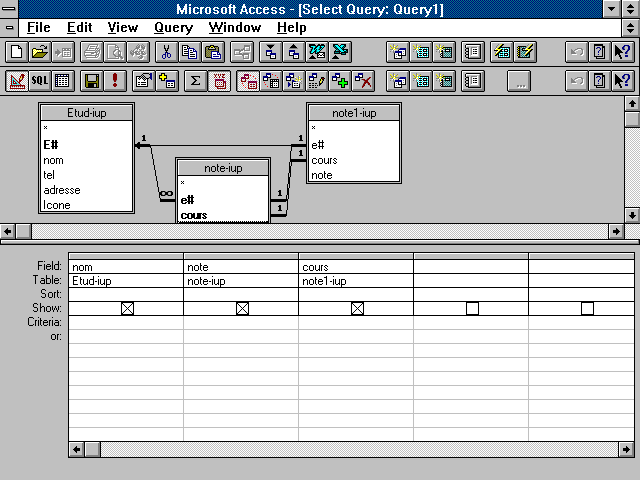 Microsoft Access - [Select Query: Query1]
File Edit View Query Window Help
SQL
Etud-iup
*
E#
nom
tel
adresse
Icone
note-iup
*
e#
cours
note1-iup
*
e#
cours
note
1
1
1
1
1
∞
Field: nom note cours
Table: Etud-iup note-iup note1-iup
Sort:
Show:
Criteria:
or: